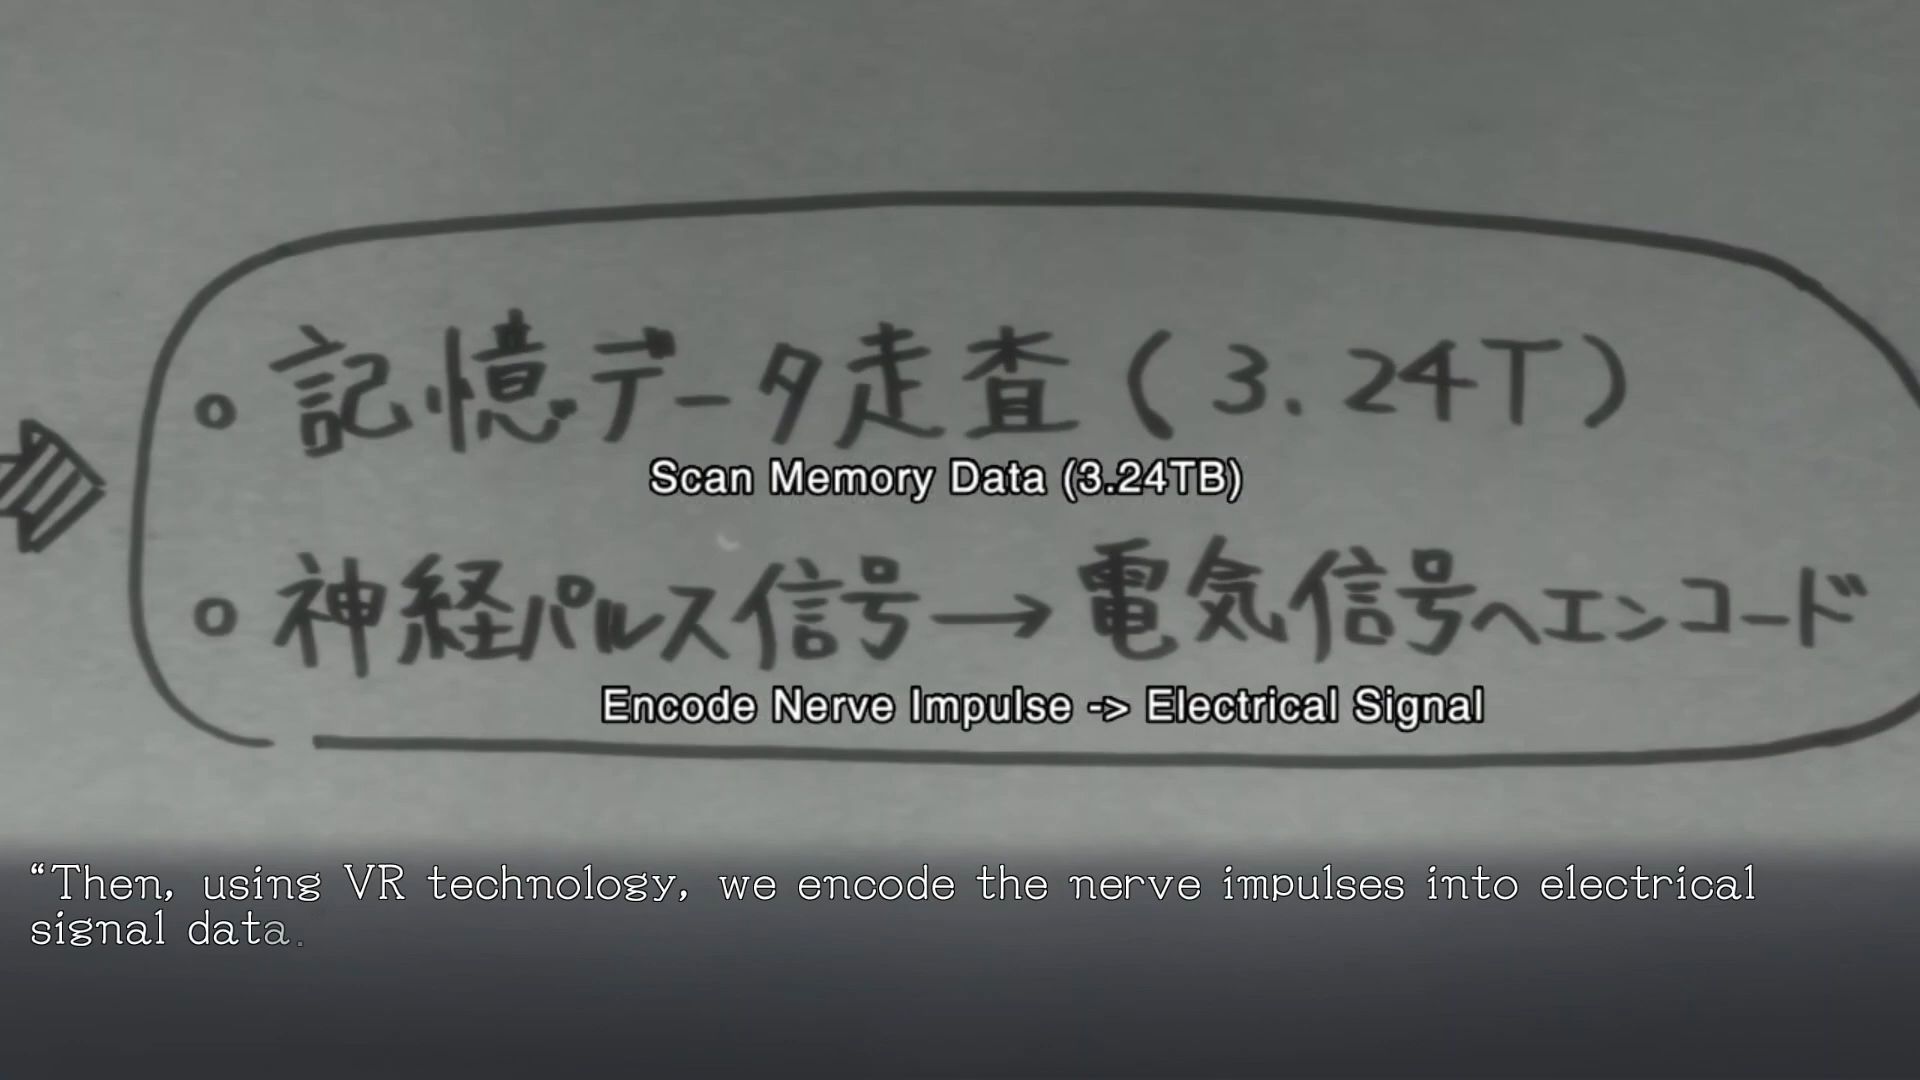 。記憶データ走査(3.24T)
Scan Memory Data (3.24TB)
。神経パルス信号→電気信号へエンコード
Encode Nerve Impulse -> Electrical Signal
“Then, using VR technology, we encode the nerve impulses into electrical
signal data.